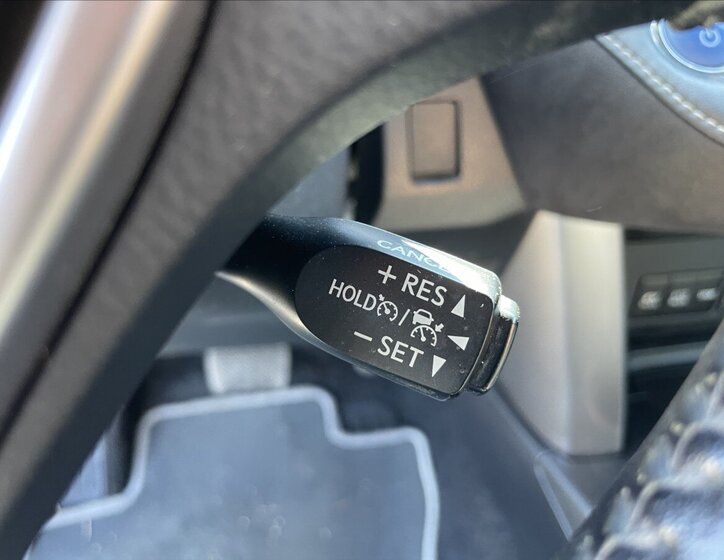 CANCEL
+ RES
HOLD /
- SET